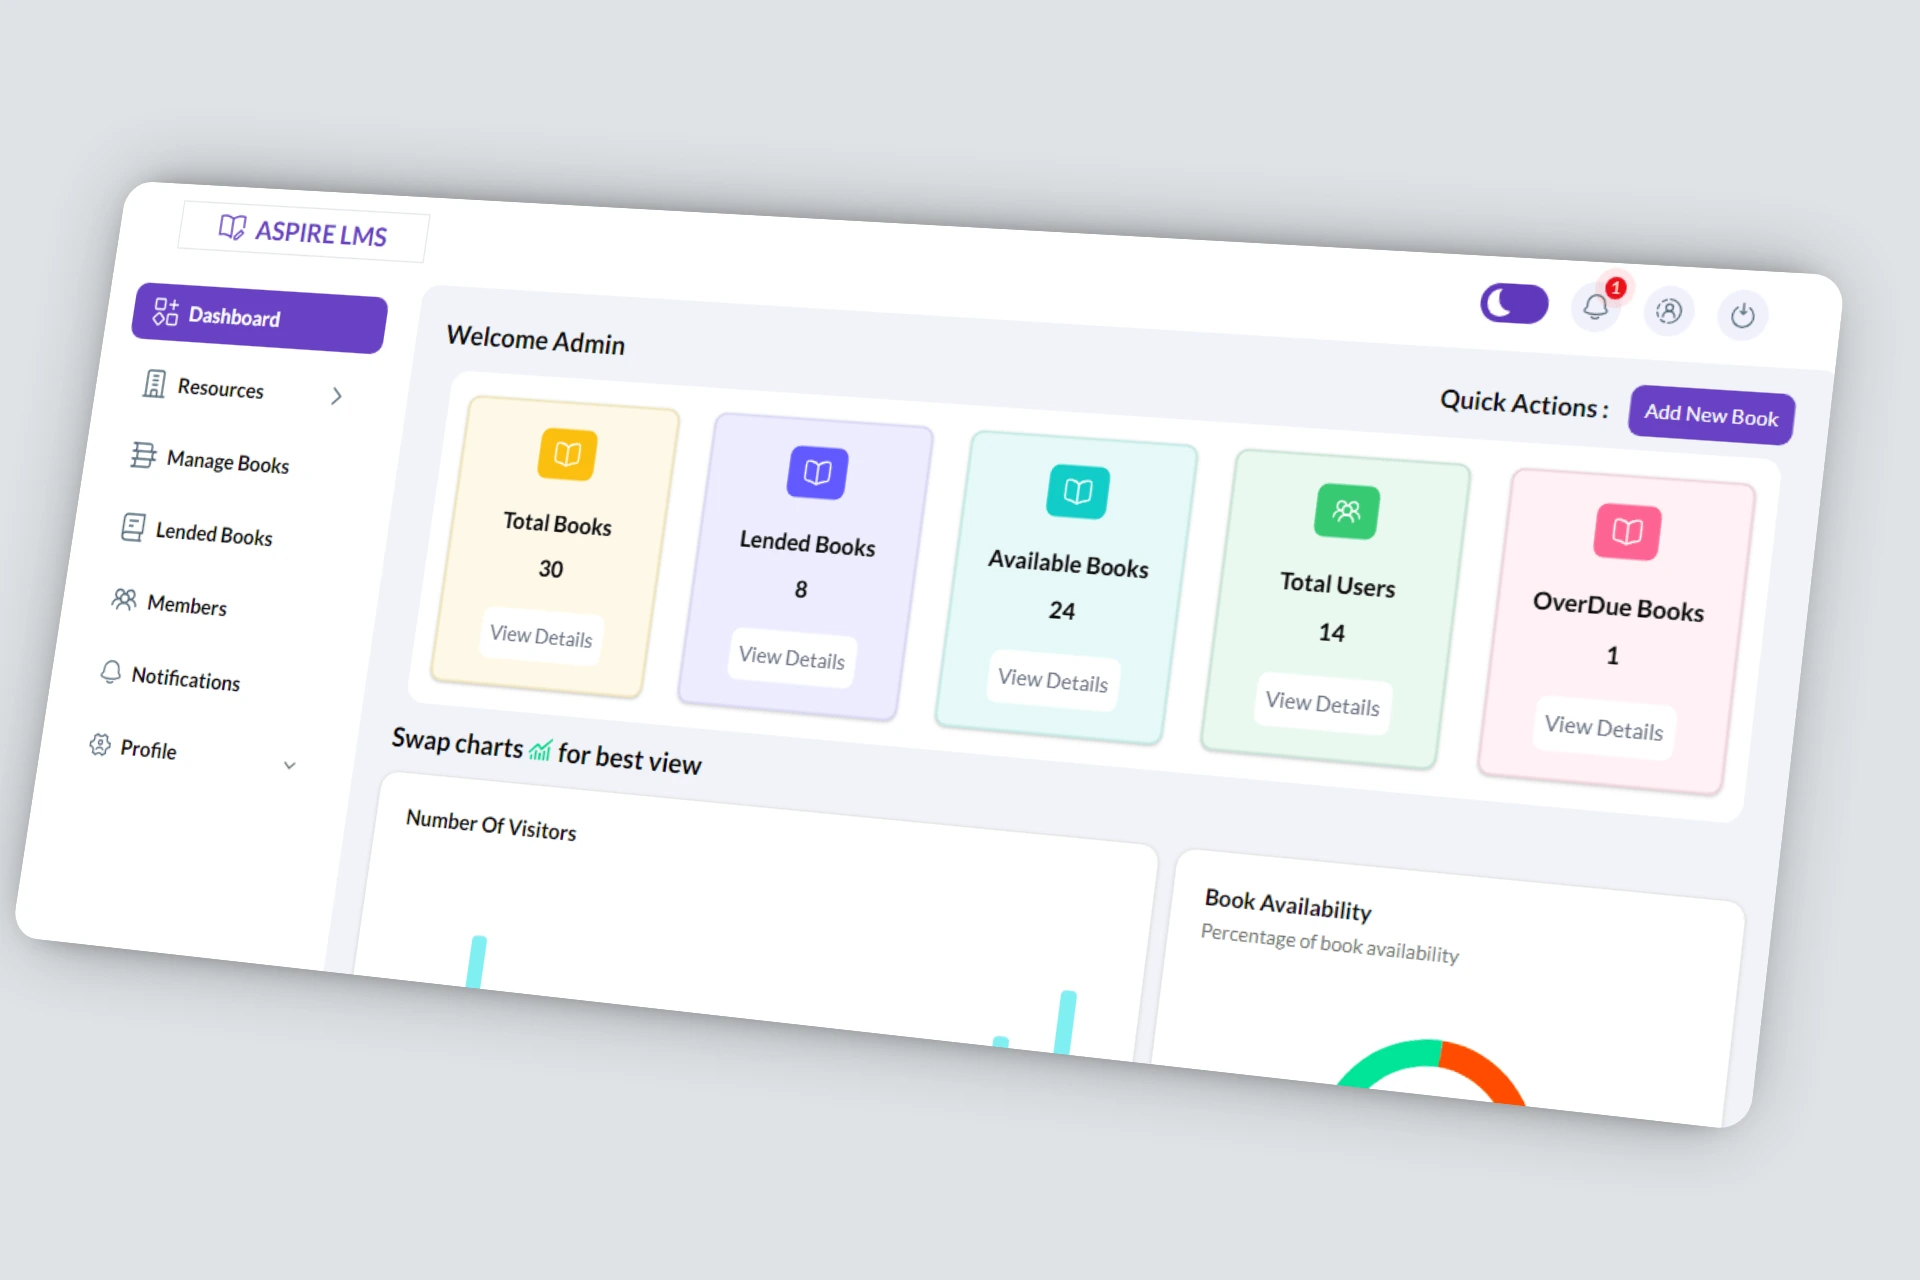 ASPIRE LMS
1
Dashboard
Resources
Manage Books
Lended Books
Members
Notifications
Profile
Welcome Admin
Quick Actions :
Add New Book
Total Books
30
View Details
Lended Books
8
View Details
Available Books
24
View Details
Total Users
14
View Details
OverDue Books
1
View Details
Swap charts for best view
Number Of Visitors
Book Availability
Percentage of book availability